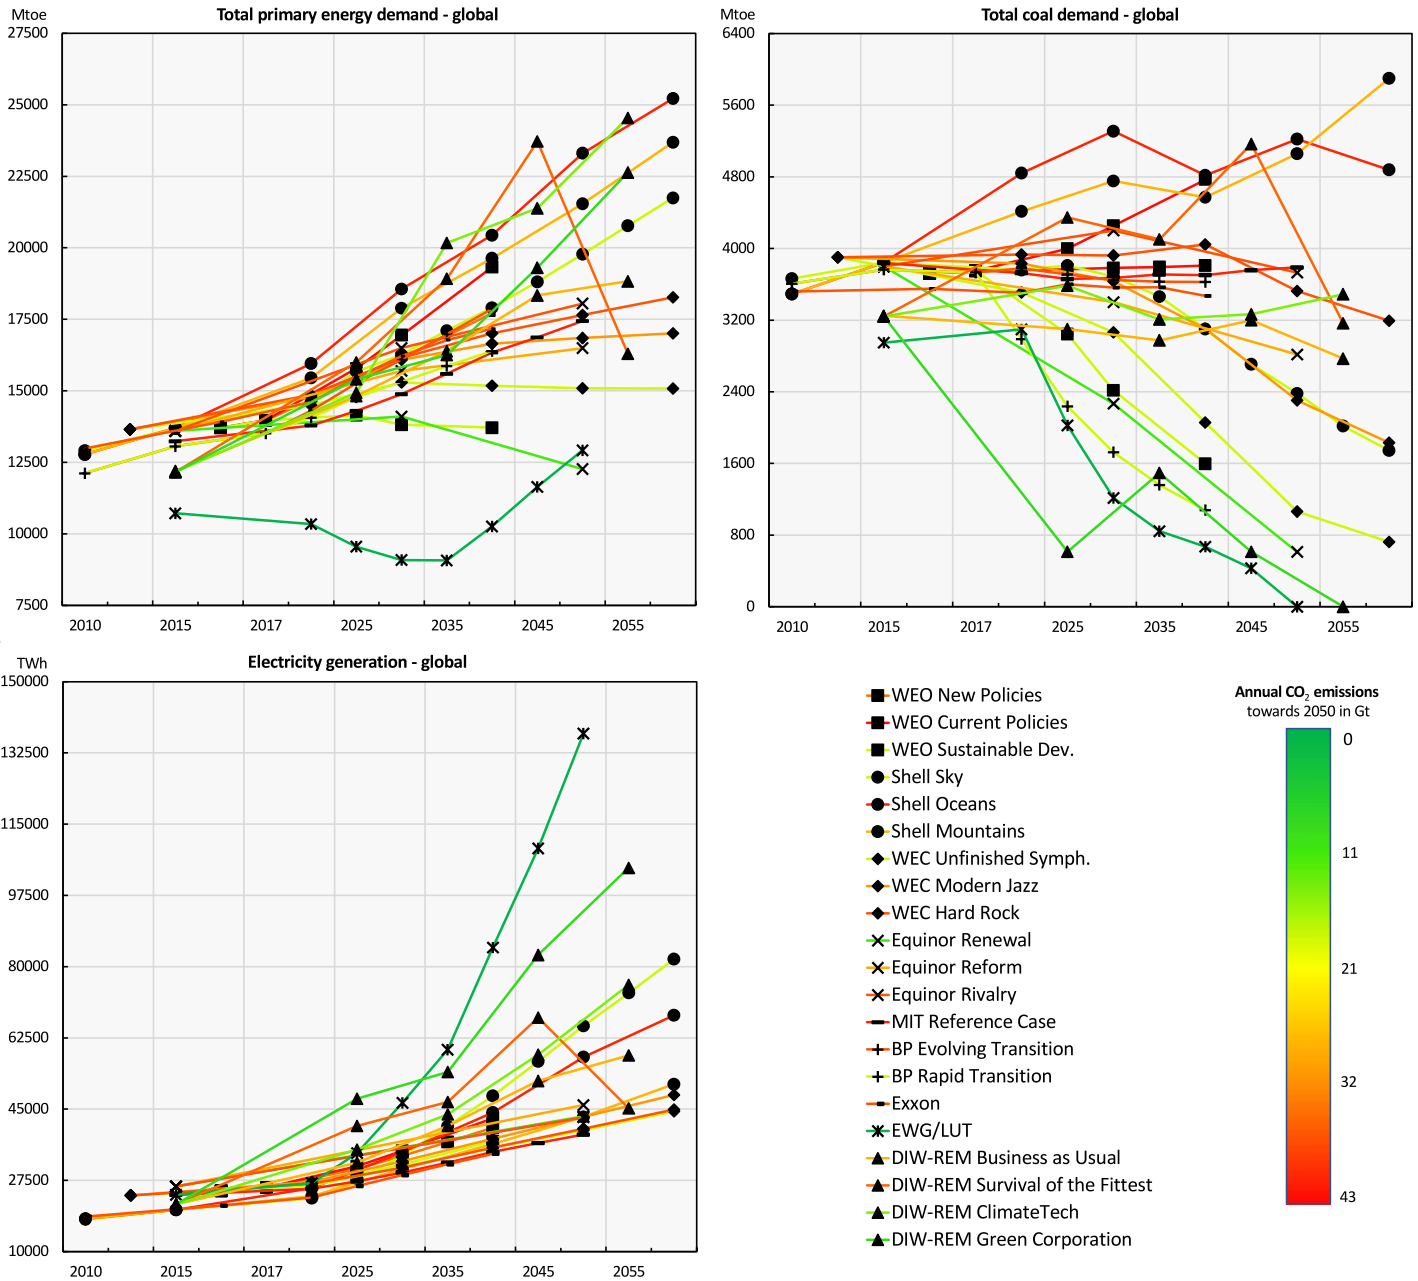 Mtoe
Total primary energy demand - global
27500
25000
22500
20000
17500
15000
12500
10000
7500
2010 2015 2017 2025 2035 2045 2055
Mtoe
Total coal demand - global
6400
5600
4800
4000
3200
2400
1600
800
0
2010 2015 2017 2025 2035 2045 2055
TWh
Electricity generation - global
150000
132500
115000
97500
80000
62500
45000
27500
10000
2010 2015 2017 2025 2035 2045 2055
WEO New Policies
WEO Current Policies
WEO Sustainable Dev.
Shell Sky
Shell Oceans
Shell Mountains
WEC Unfinished Symph.
WEC Modern Jazz
WEC Hard Rock
Equinor Renewal
Equinor Reform
Equinor Rivalry
MIT Reference Case
BP Evolving Transition
BP Rapid Transition
Exxon
EWG/LUT
DIW-REM Business as Usual
DIW-REM Survival of the Fittest
DIW-REM ClimateTech
DIW-REM Green Corporation
Annual CO₂ emissions
towards 2050 in Gt
0
11
21
32
43